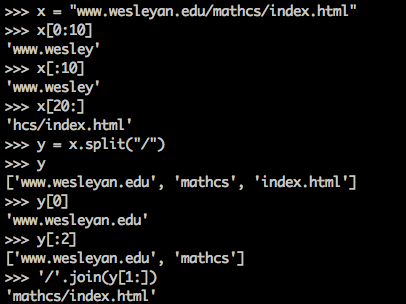 >>> x = "www.wesleyan.edu/mathcs/index.html"
>>> x[0:10]
'www.wesley'
>>> x[:10]
'www.wesley'
>>> x[20:]
'hcs/index.html'
>>> y = x.split("/")
>>> y
['www.wesleyan.edu', 'mathcs', 'index.html']
>>> y[0]
'www.wesleyan.edu'
>>> y[:2]
['www.wesleyan.edu', 'mathcs']
>>> '/'.join(y[1:])
'mathcs/index.html'